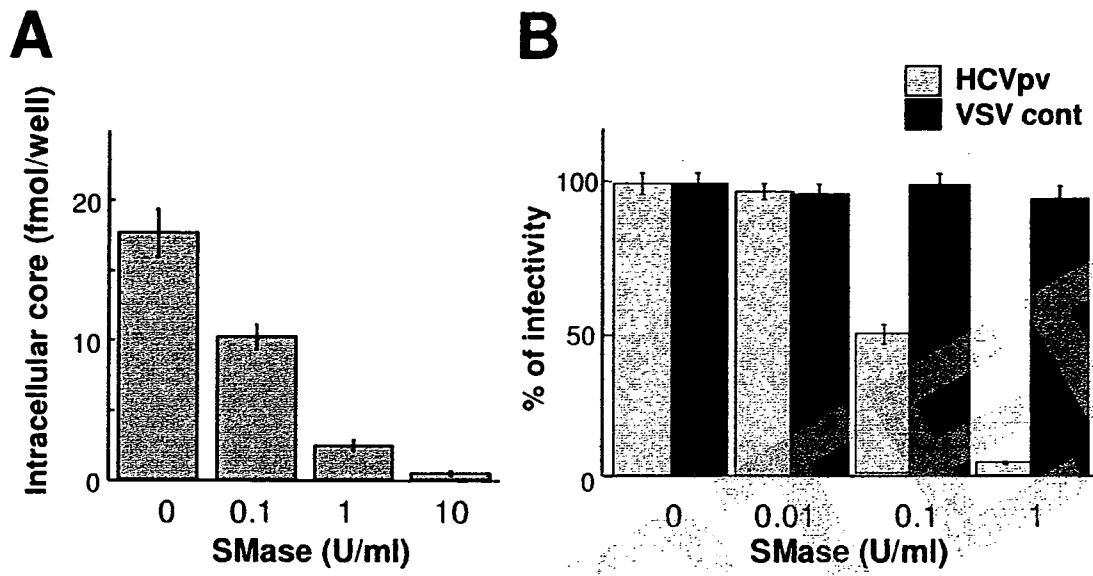 A
Intracellular core (fmol/well)
20
10
0
0 0.1 1 10
SMase (U/ml)
B
HCVpv
VSV cont
% of infectivity
100
50
0
0 0.01 0.1 1
SMase (U/ml)